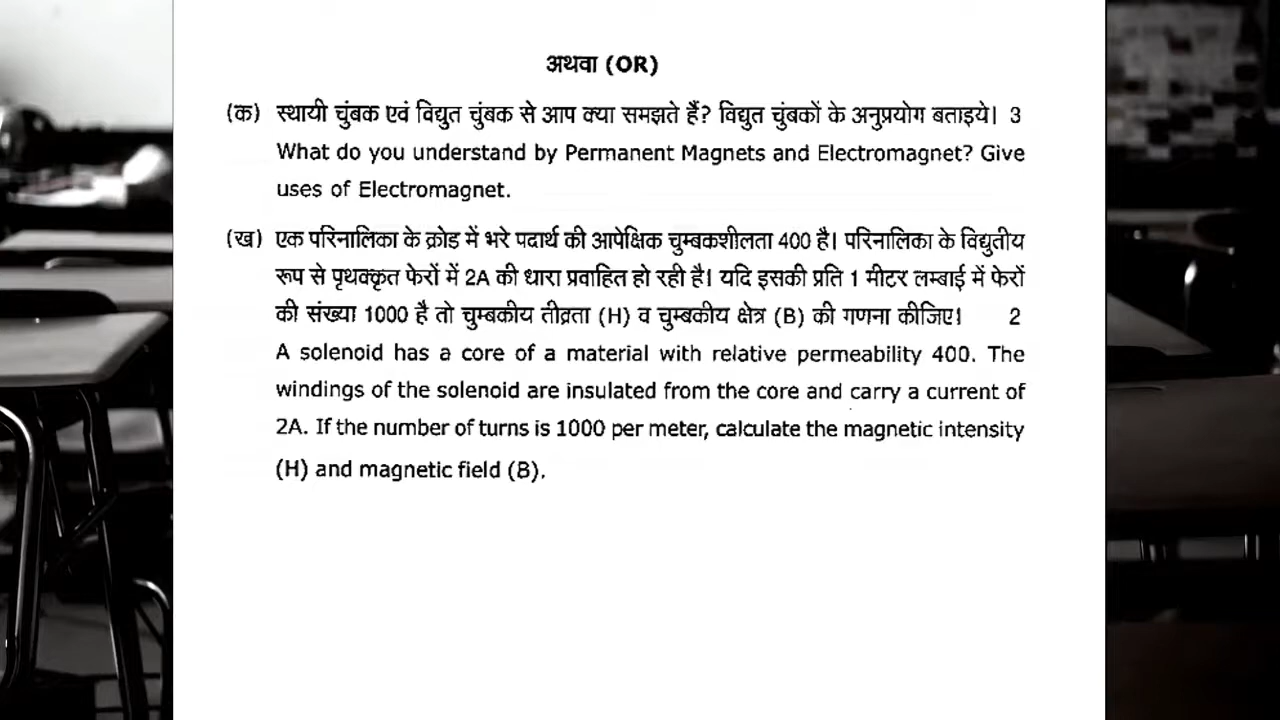 अथवा (OR)
(क) स्थायी चुंबक एवं विद्युत चुंबक से आप क्या समझते हैं? विद्युत चुंबकों के अनुप्रयोग बताइये। 3
What do you understand by Permanent Magnets and Electromagnet? Give
uses of Electromagnet.
(ख) एक परिनालिका के क्रोड में भरे पदार्थ की आपेक्षिक चुम्बकशीलता 400 है। परिनालिका के विद्युतीय
रूप से पृथक्कृत फेरों में 2A की धारा प्रवाहित हो रही है। यदि इसकी प्रति 1 मीटर लम्बाई में फेरों
की संख्या 1000 है तो चुम्बकीय तीव्रता (H) व चुम्बकीय क्षेत्र (B) की गणना कीजिए। 2
A solenoid has a core of a material with relative permeability 400. The
windings of the solenoid are insulated from the core and carry a current of
2A. If the number of turns is 1000 per meter, calculate the magnetic intensity
(H) and magnetic field (B).